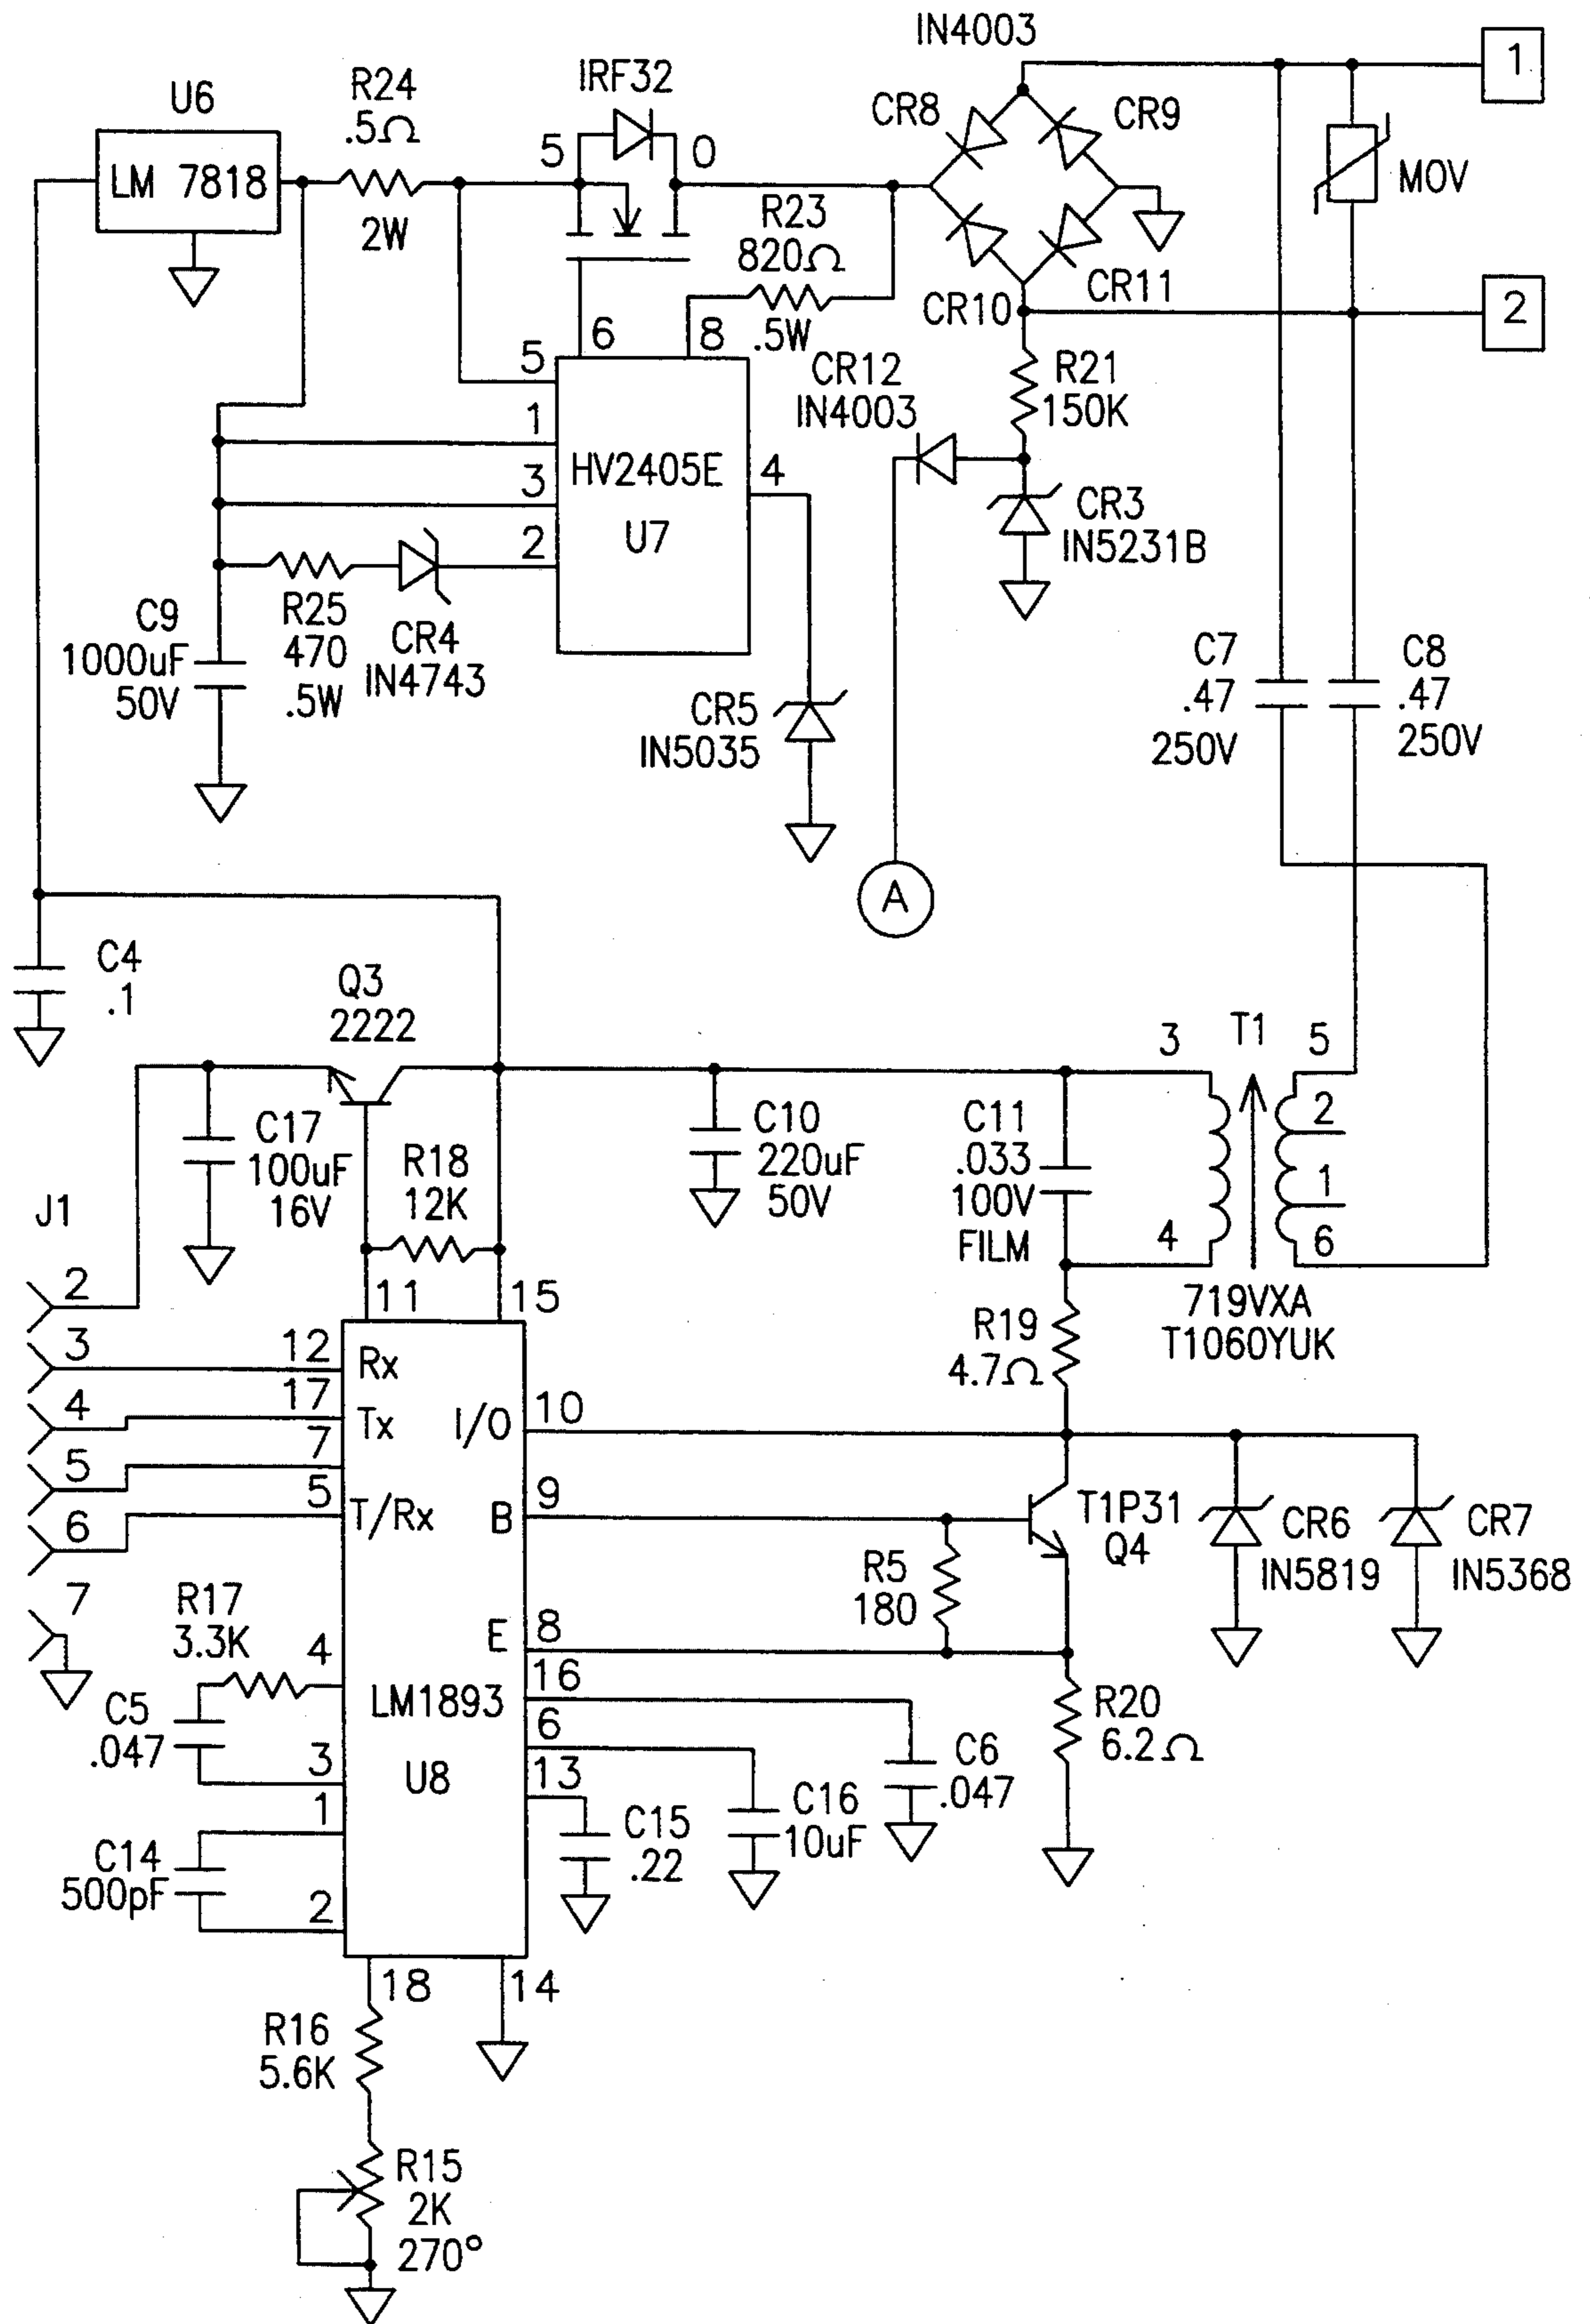 IN4003
1
U6
R24
.5Ω
IRF32
CR8
CR9
LM 7818
5
0
MOV
2W
R23
820Ω
.5W
CR10
CR11
2
6
8
5
CR12
IN4003
R21
150K
1
HV2405E
4
3
U7
2
CR3
IN5231B
C9
1000uF
50V
R25
470
.5W
CR4
IN4743
CR5
IN5035
C7
.47
250V
C8
.47
250V
A
C4
.1
Q3
2222
3
T1
5
C17
100uF
16V
R18
12K
C10
220uF
50V
C11
.033
100V
FILM
2
1
4
6
J1
719VXA
T1060YUK
2
11
15
R19
4.7Ω
3
12
Rx
4
17
Tx
I/O
10
5
7
6
5
T/Rx
B
9
T1P31
Q4
CR6
IN5819
CR7
IN5368
R5
180
7
R17
3.3K
4
E
8
16
LM1893
C5
.047
3
U8
6
13
R20
6.2Ω
C6
.047
1
C14
500pF
2
C15
.22
C16
10uF
18
14
R16
5.6K
R15
2K
270°